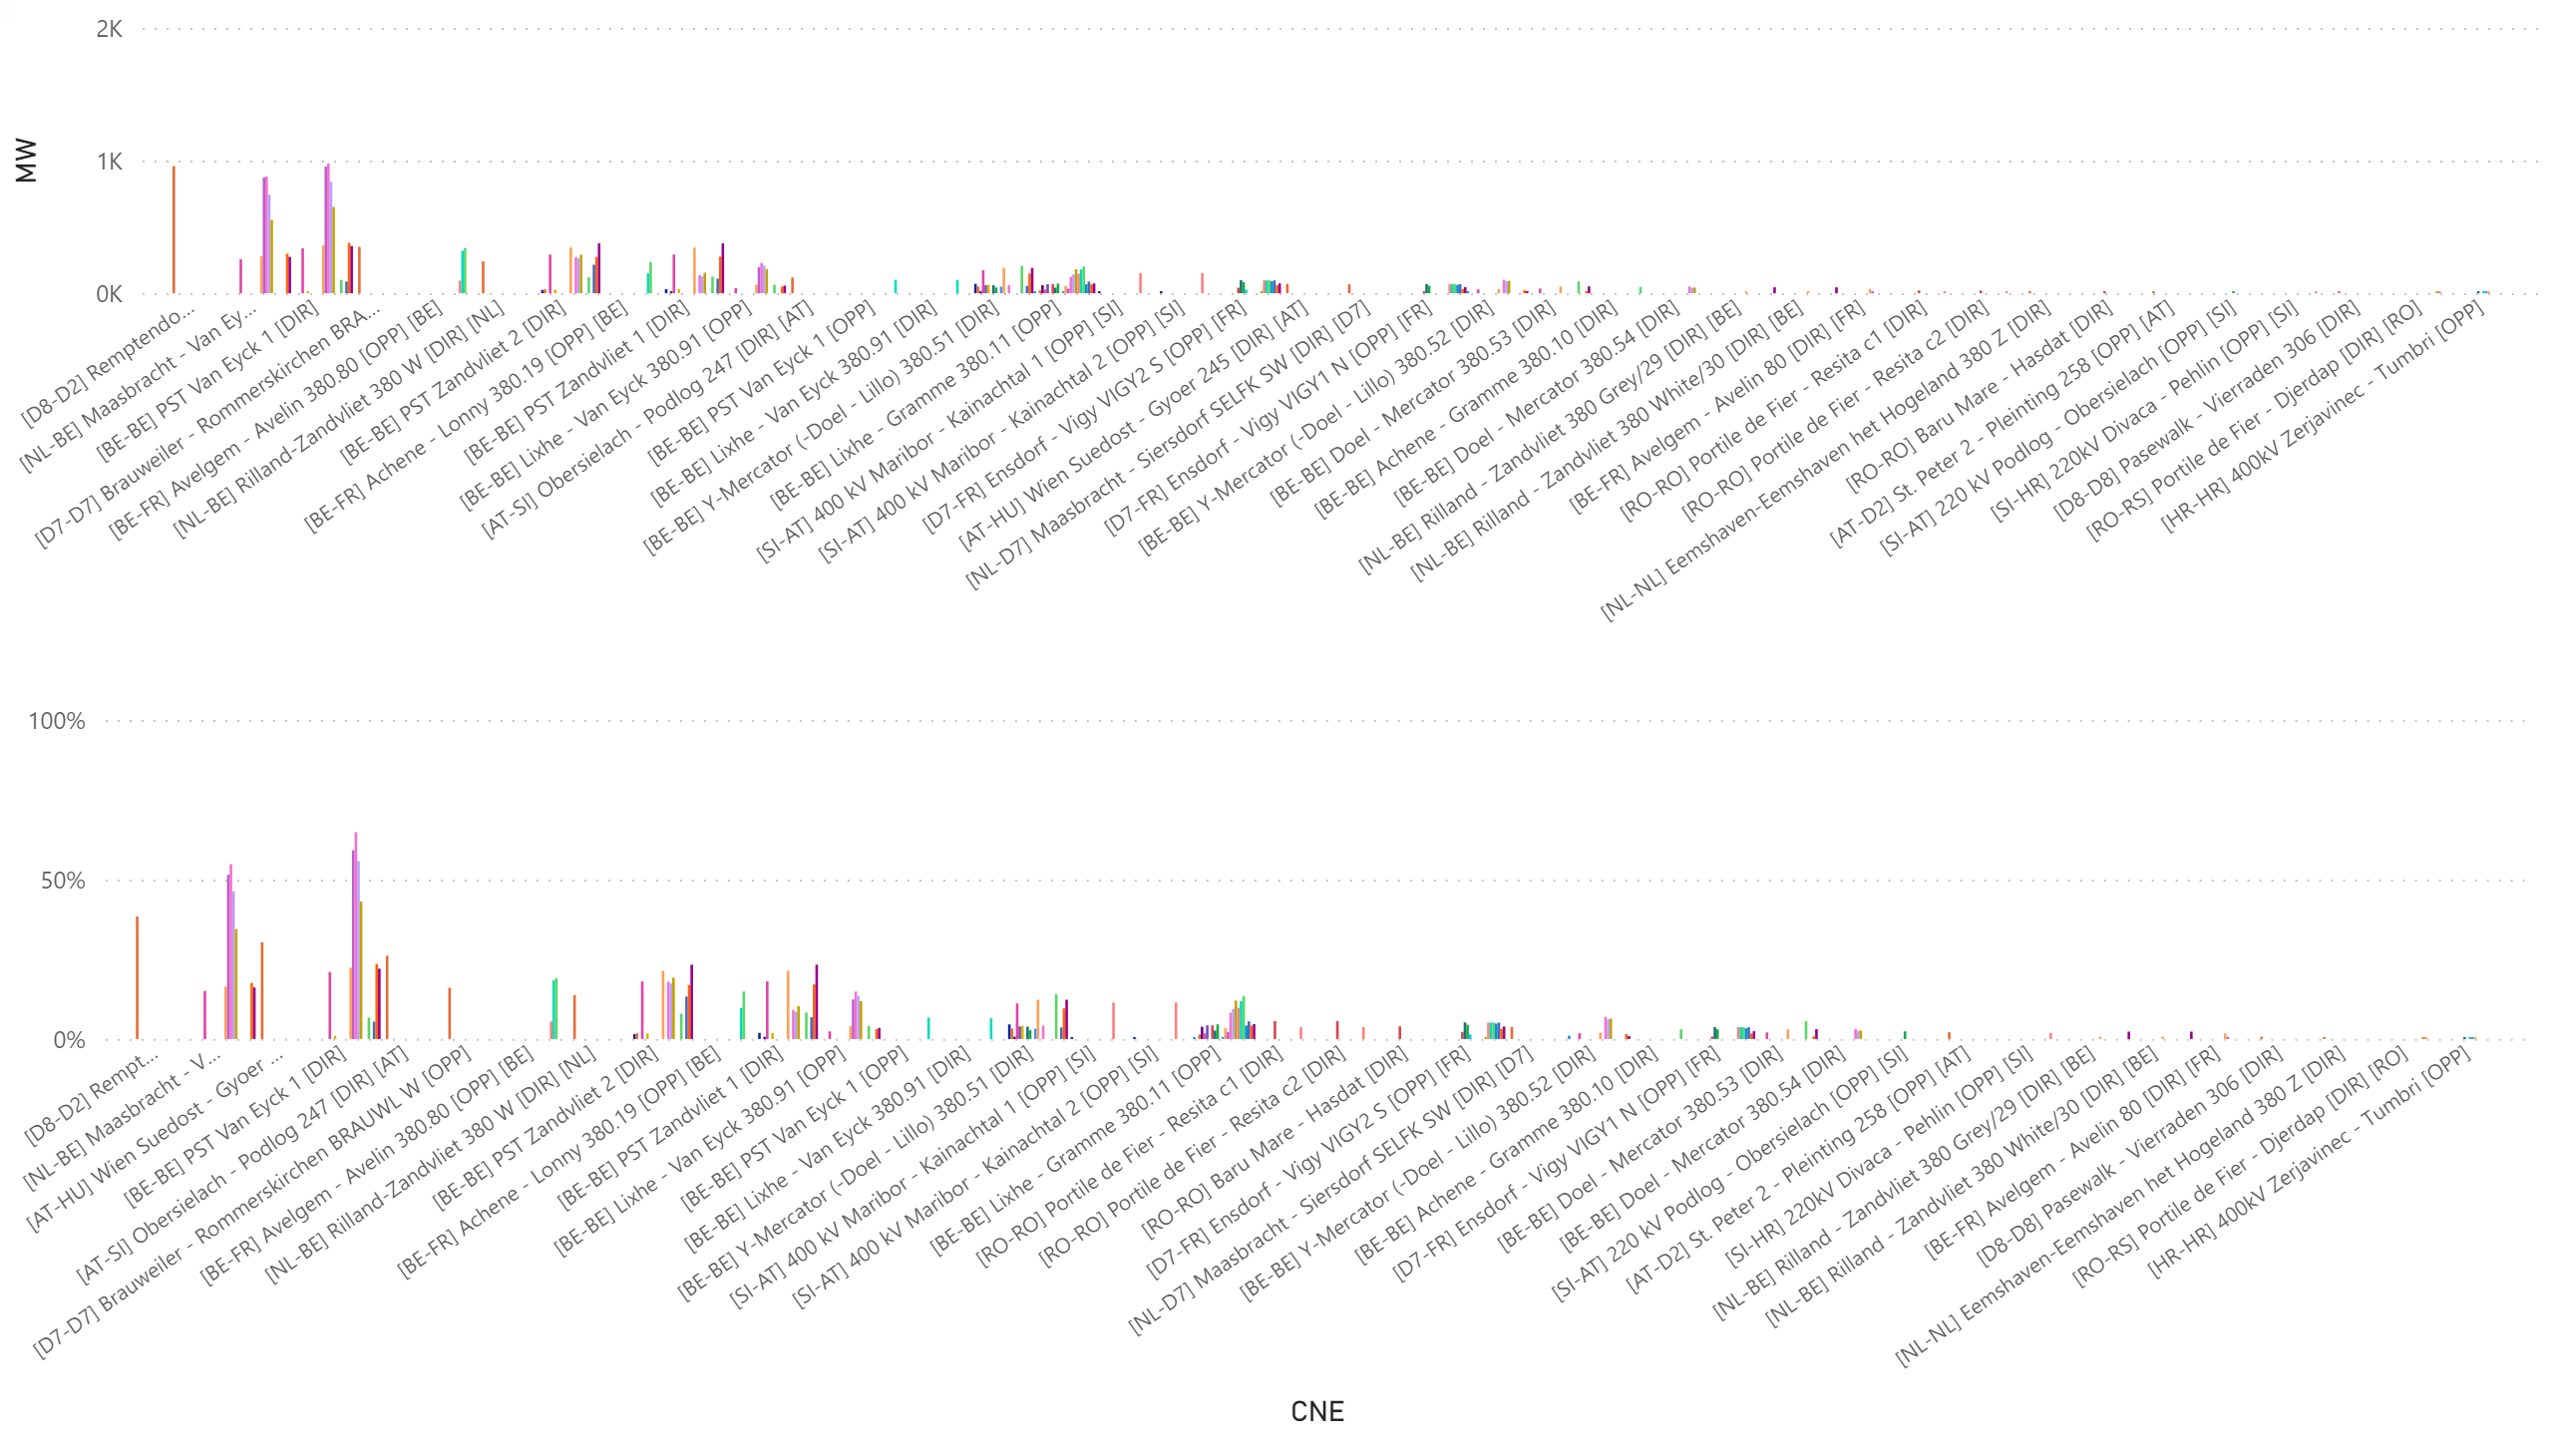 2K
MW
1K
0K
[D8-D2] Remptendo...
[NL-BE] Maasbracht - Van Ey...
[BE-BE] PST Van Eyck 1 [DIR]
[D7-D7] Brauweiler - Rommerskirchen BRA...
[BE-FR] Avelgem - Avelin 380.80 [OPP] [BE]
[NL-BE] Rilland-Zandvliet 380 W [DIR] [NL]
[BE-BE] PST Zandvliet 2 [DIR]
[BE-FR] Achene - Lonny 380.19 [OPP] [BE]
[BE-BE] PST Zandvliet 1 [DIR]
[BE-BE] Lixhe - Van Eyck 380.91 [OPP]
[AT-SI] Obersielach - Podlog 247 [DIR] [AT]
[BE-BE] PST Van Eyck 1 [OPP]
[BE-BE] Lixhe - Van Eyck 380.91 [DIR]
[BE-BE] Y-Mercator (-Doel - Lillo) 380.51 [DIR]
[BE-BE] Lixhe - Gramme 380.11 [OPP]
[SI-AT] 400 kV Maribor - Kainachtal 1 [OPP] [SI]
[SI-AT] 400 kV Maribor - Kainachtal 2 [OPP] [SI]
[D7-FR] Ensdorf - Vigy VIGY2 S [OPP] [FR]
[AT-HU] Wien Suedost - Gyoer 245 [DIR] [AT]
[NL-D7] Maasbracht - Siersdorf SELFK SW [DIR] [D7]
[D7-FR] Ensdorf - Vigy VIGY1 N [OPP] [FR]
[BE-BE] Y-Mercator (-Doel - Lillo) 380.52 [DIR]
[BE-BE] Doel - Mercator 380.53 [DIR]
[BE-BE] Achene - Gramme 380.10 [DIR]
[BE-BE] Doel - Mercator 380.54 [DIR]
[NL-BE] Rilland - Zandvliet 380 Grey/29 [DIR] [BE]
[NL-BE] Rilland - Zandvliet 380 White/30 [DIR] [BE]
[BE-FR] Avelgem - Avelin 80 [DIR] [FR]
[RO-RO] Portile de Fier - Resita c1 [DIR]
[RO-RO] Portile de Fier - Resita c2 [DIR]
[NL-NL] Eemshaven-Eemshaven het Hogeland 380 Z [DIR]
[RO-RO] Baru Mare - Hasdat [DIR]
[AT-D2] St. Peter 2 - Pleinting 258 [OPP] [AT]
[SI-AT] 220 kV Podlog - Obersielach [OPP] [SI]
[SI-HR] 220kV Divaca - Pehlin [OPP] [SI]
[D8-D8] Pasewalk - Vierraden 306 [DIR]
[RO-RS] Portile de Fier - Djerdap [DIR] [RO]
[HR-HR] 400kV Zerjavinec - Tumbri [OPP]
100%
50%
0%
[D8-D2] Rempt...
[NL-BE] Maasbracht - V...
[AT-HU] Wien Suedost - Gyoer ...
[BE-BE] PST Van Eyck 1 [DIR]
[AT-SI] Obersielach - Podlog 247 [DIR] [AT]
[D7-D7] Brauweiler - Rommerskirchen BRAUWL W [OPP]
[BE-FR] Avelgem - Avelin 380.80 [OPP] [BE]
[NL-BE] Rilland-Zandvliet 380 W [DIR] [NL]
[BE-BE] PST Zandvliet 2 [DIR]
[BE-FR] Achene - Lonny 380.19 [OPP] [BE]
[BE-BE] PST Zandvliet 1 [DIR]
[BE-BE] Lixhe - Van Eyck 380.91 [OPP]
[BE-BE] PST Van Eyck 1 [OPP]
[BE-BE] Lixhe - Van Eyck 380.91 [DIR]
[BE-BE] Y-Mercator (-Doel - Lillo) 380.51 [DIR]
[SI-AT] 400 kV Maribor - Kainachtal 1 [OPP] [SI]
[SI-AT] 400 kV Maribor - Kainachtal 2 [OPP] [SI]
[BE-BE] Lixhe - Gramme 380.11 [OPP]
[RO-RO] Portile de Fier - Resita c1 [DIR]
[RO-RO] Portile de Fier - Resita c2 [DIR]
[RO-RO] Baru Mare - Hasdat [DIR]
[D7-FR] Ensdorf - Vigy VIGY2 S [OPP] [FR]
[NL-D7] Maasbracht - Siersdorf SELFK SW [DIR] [D7]
[BE-BE] Y-Mercator (-Doel - Lillo) 380.52 [DIR]
[BE-BE] Achene - Gramme 380.10 [DIR]
[D7-FR] Ensdorf - Vigy VIGY1 N [OPP] [FR]
[BE-BE] Doel - Mercator 380.53 [DIR]
[BE-BE] Doel - Mercator 380.54 [DIR]
[SI-AT] 220 kV Podlog - Obersielach [OPP] [SI]
[AT-D2] St. Peter 2 - Pleinting 258 [OPP] [AT]
[SI-HR] 220kV Divaca - Pehlin [OPP] [SI]
[NL-BE] Rilland - Zandvliet 380 Grey/29 [DIR] [BE]
[NL-BE] Rilland - Zandvliet 380 White/30 [DIR] [BE]
[BE-FR] Avelgem - Avelin 80 [DIR] [FR]
[D8-D8] Pasewalk - Vierraden 306 [DIR]
[NL-NL] Eemshaven-Eemshaven het Hogeland 380 Z [DIR]
[RO-RS] Portile de Fier - Djerdap [DIR] [RO]
[HR-HR] 400kV Zerjavinec - Tumbri [OPP]
CNE